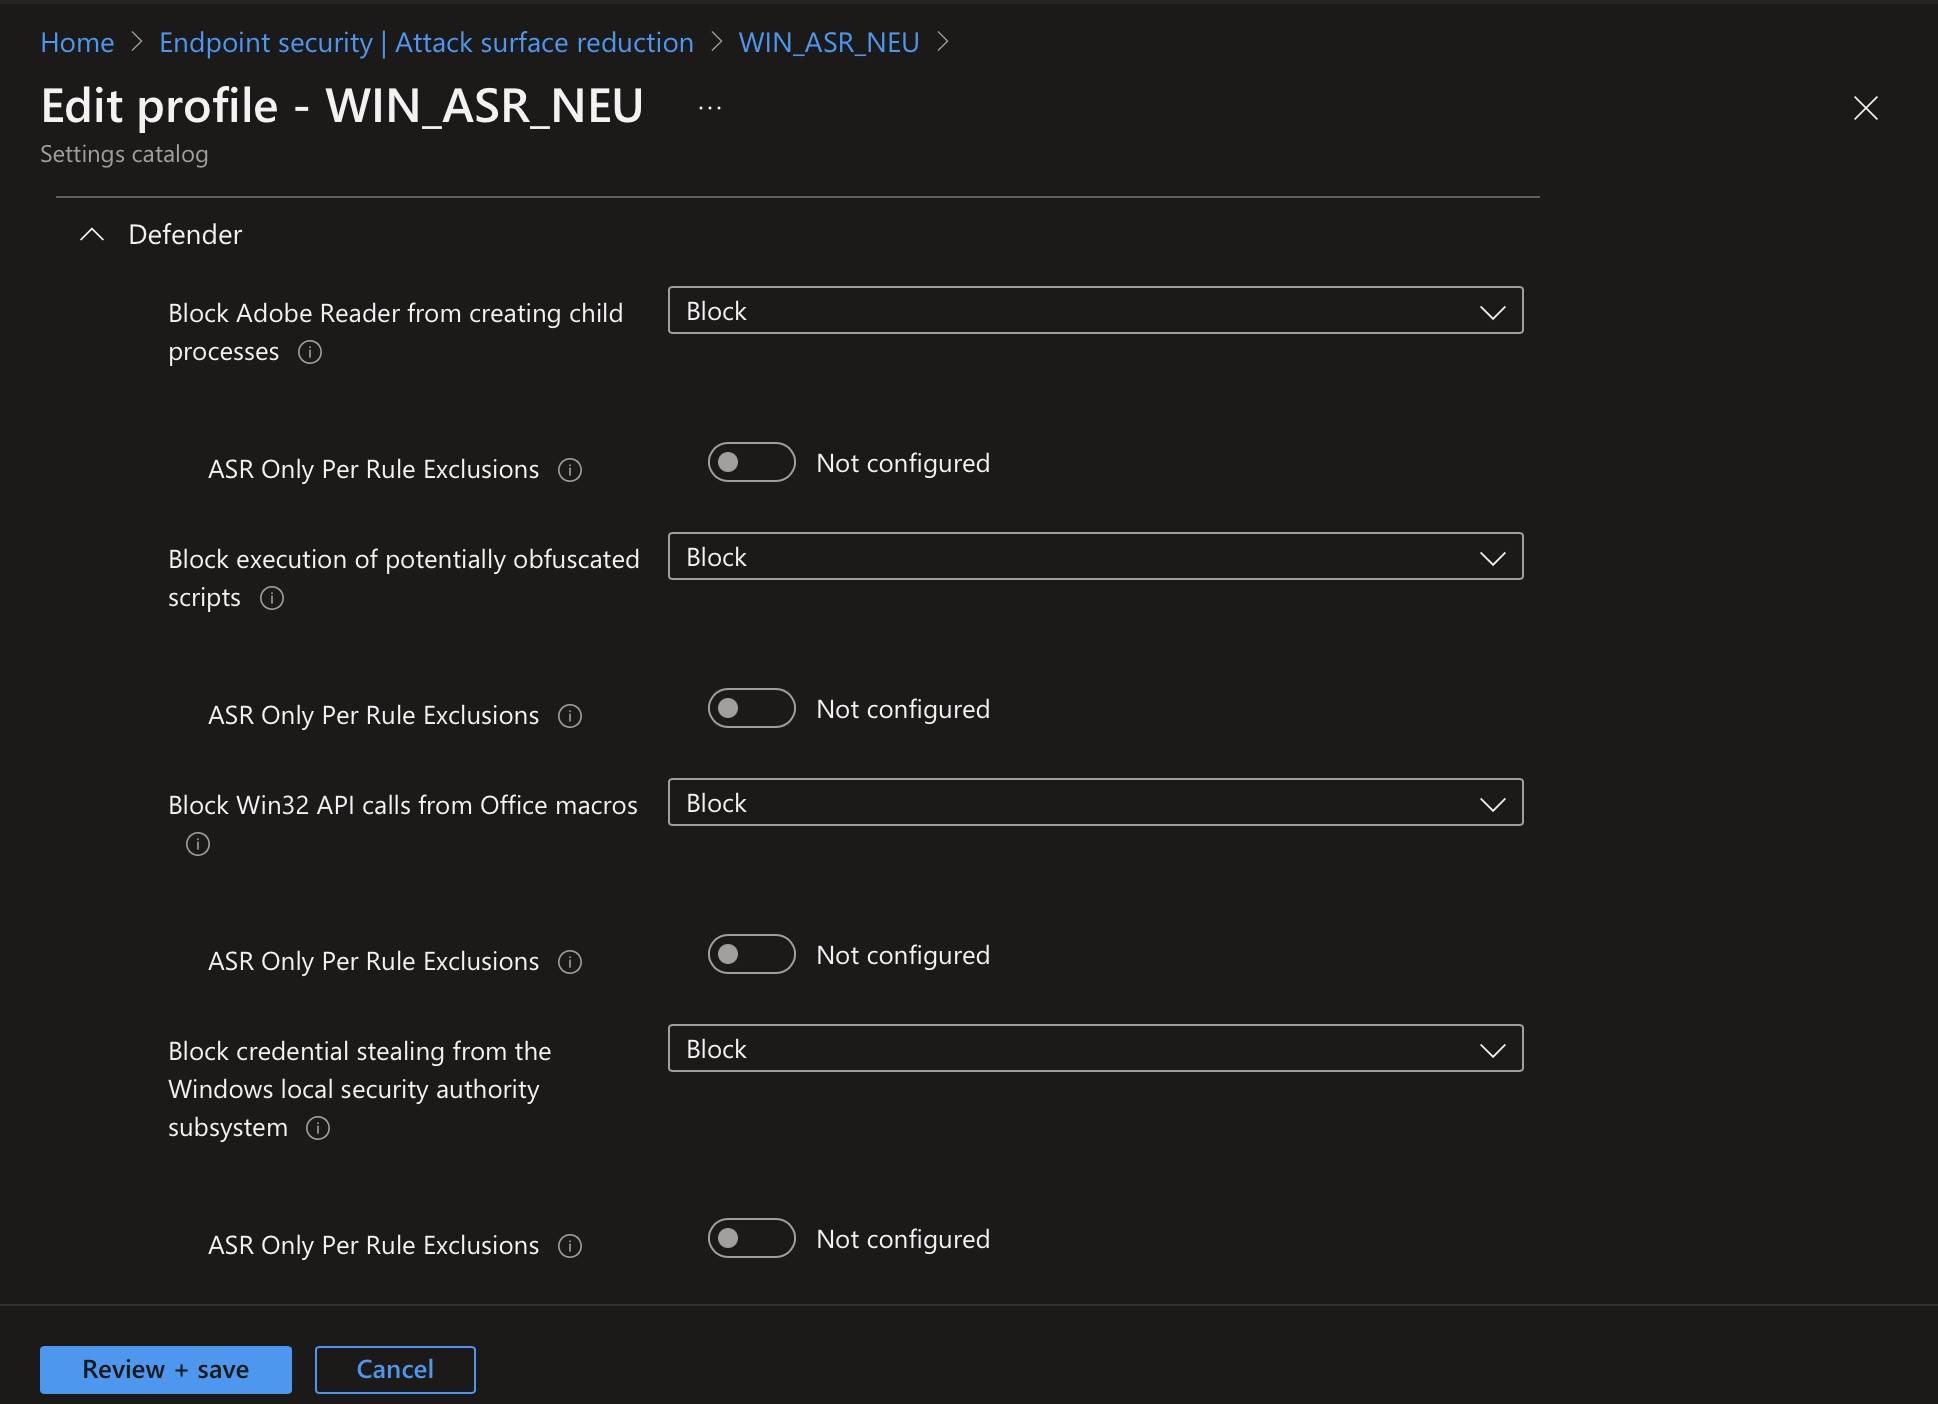 Home > Endpoint security | Attack surface reduction > WIN_ASR_NEU >
Edit profile - WIN_ASR_NEU ...
Settings catalog
Defender
Block Adobe Reader from creating child
processes
Block
ASR Only Per Rule Exclusions
Not configured
Block execution of potentially obfuscated
scripts
Block
ASR Only Per Rule Exclusions
Not configured
Block Win32 API calls from Office macros
Block
ASR Only Per Rule Exclusions
Not configured
Block credential stealing from the
Windows local security authority
subsystem
Block
ASR Only Per Rule Exclusions
Not configured
Review + save
Cancel